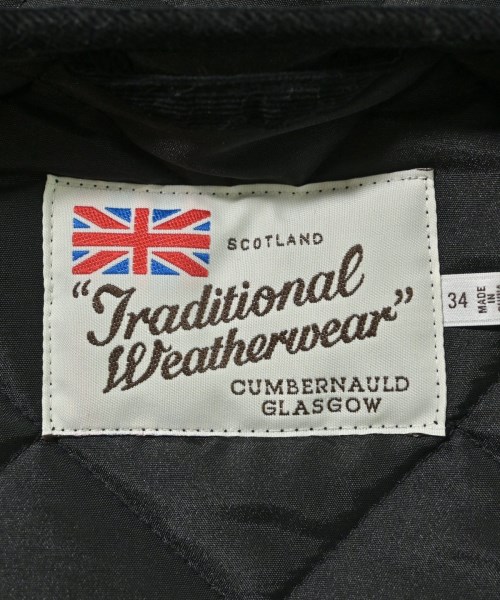 SCOTLAND
"Traditional
Weatherwear"
CUMBERNAULD
GLASGOW
34
MADE
IN